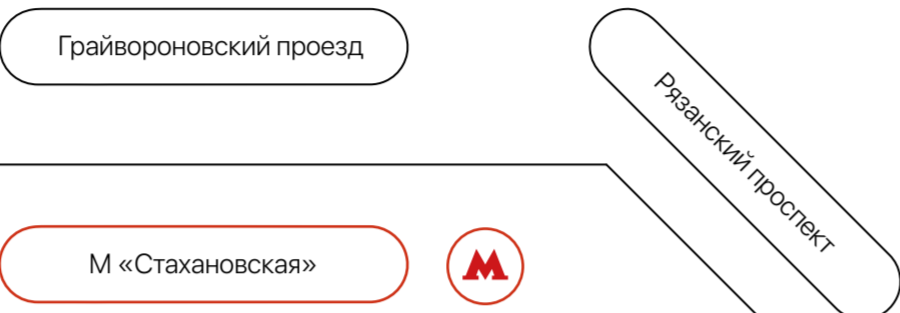 Грайвороновский проезд
Рязанский проспект
М «Стахановская»
М